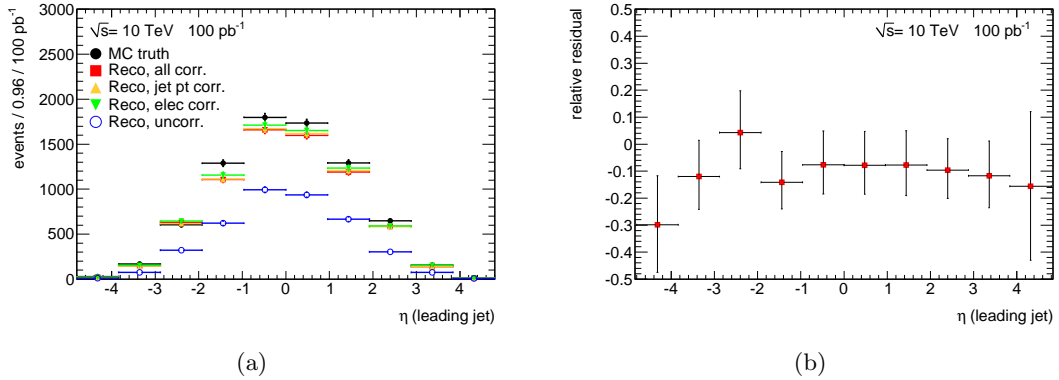 √s= 10 TeV 100 pb⁻¹
MC truth
Reco, all corr.
Reco, jet pt corr.
Reco, elec corr.
Reco, uncorr.
events / 0.96 / 100 pb⁻¹
3000
2500
2000
1500
1000
500
0
-4 -3 -2 -1 0 1 2 3 4
η (leading jet)
(a)
√s= 10 TeV 100 pb⁻¹
relative residual
0.5
0.4
0.3
0.2
0.1
0
-0.1
-0.2
-0.3
-0.4
-0.5
-4 -3 -2 -1 0 1 2 3 4
η (leading jet)
(b)